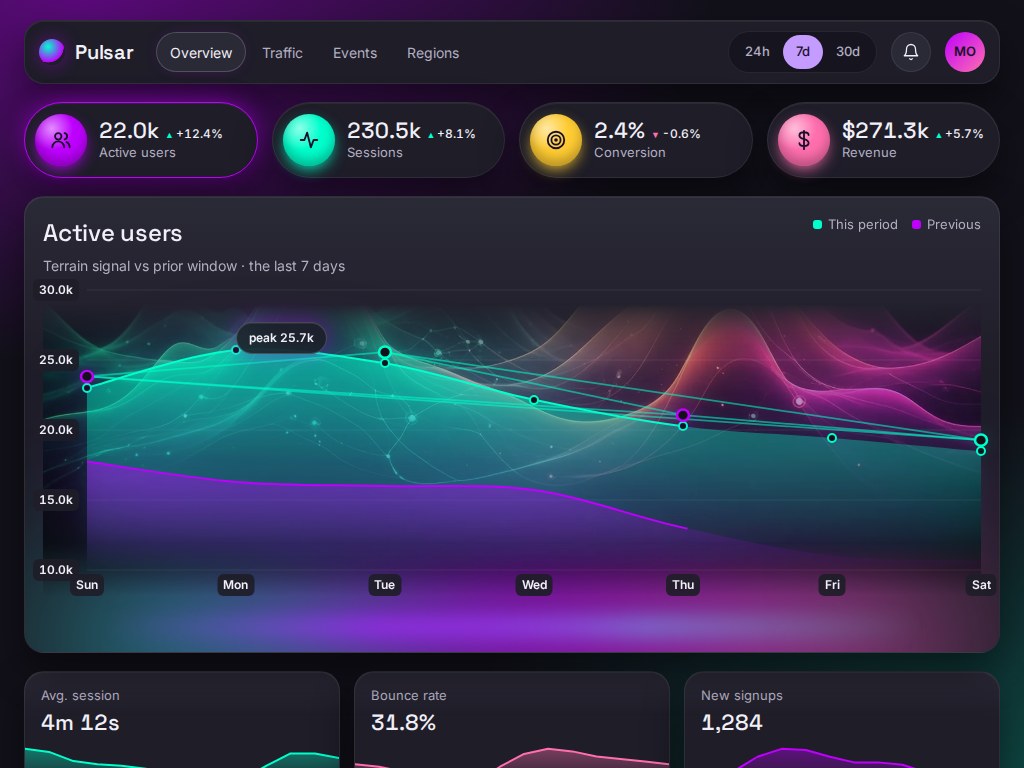 Pulsar
Overview
Traffic
Events
Regions
24h
7d
30d
MO
22.0k ▲ +12.4%
Active users
230.5k ▲ +8.1%
Sessions
2.4% ▼ -0.6%
Conversion
$271.3k ▲ +5.7%
Revenue
Active users
This period
Previous
Terrain signal vs prior window · the last 7 days
30.0k
peak 25.7k
25.0k
20.0k
15.0k
10.0k
Sun
Mon
Tue
Wed
Thu
Fri
Sat
Avg. session
4m 12s
Bounce rate
31.8%
New signups
1,284